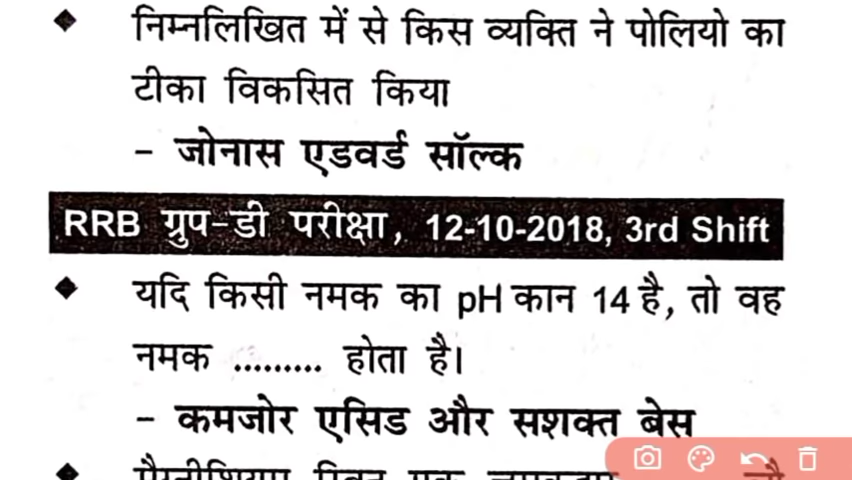 ◆ निम्नलिखित में से किस व्यक्ति ने पोलियो का
टीका विकसित किया
– जोनास एडवर्ड सॉल्क
RRB ग्रुप-डी परीक्षा, 12-10-2018, 3rd Shift
◆ यदि किसी नमक का pH कान 14 है, तो वह
नमक ......... होता है।
– कमजोर एसिड और सशक्त बेस